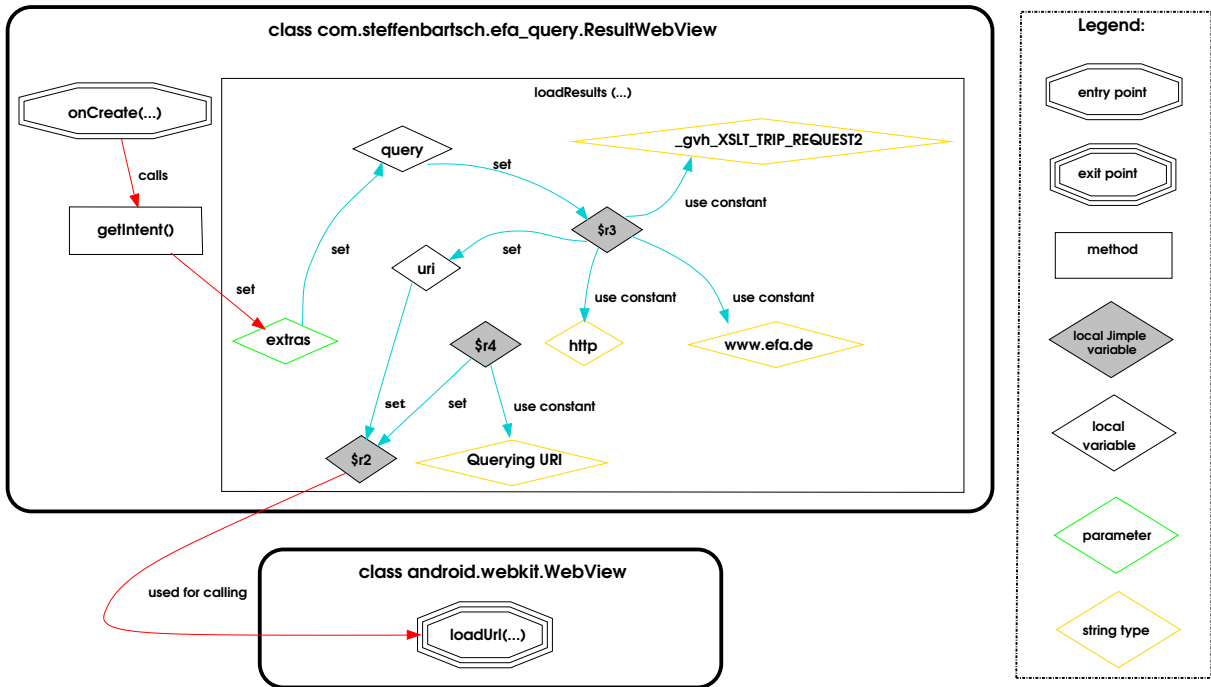 class com.steffenbartsch.efa_query.ResultWebView
Legend:
onCreate(...)
loadResults (...)
entry point
_gvh_XSLT_TRIP_REQUEST2
query
set
calls
exit point
use constant
getIntent()
$r3
set
set
method
uri
set
use constant
use constant
extras
$r4
http
www.efa.de
local Jimple
variable
set
set
use constant
local
variable
$r2
Querying URI
parameter
class android.webkit.WebView
used for calling
loadUrl(...)
string type